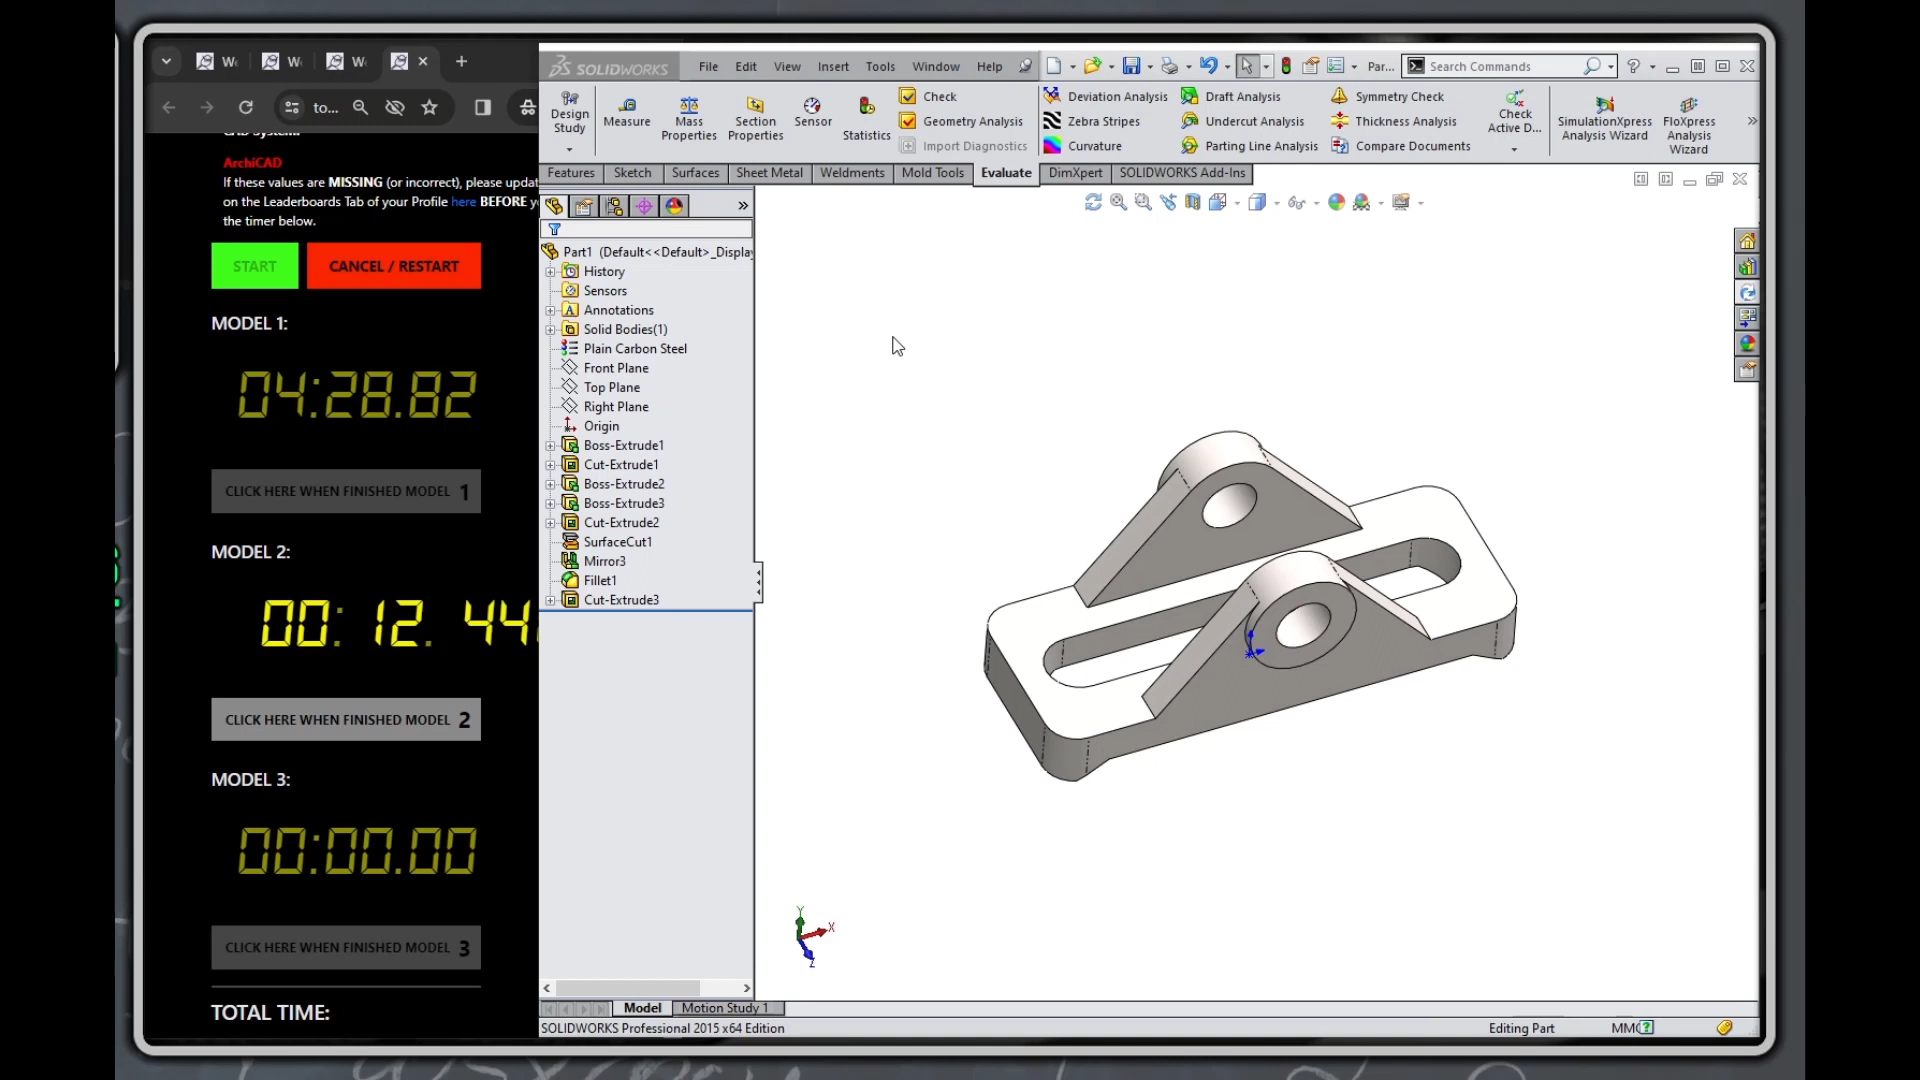 W
W
W
to...
ArchiCAD
If these values are MISSING (or incorrect), please updat
on the Leaderboards Tab of your Profile here BEFORE y
the timer below.
START
CANCEL / RESTART
MODEL 1:
04:28.82
CLICK HERE WHEN FINISHED MODEL 1
MODEL 2:
00:12.44
CLICK HERE WHEN FINISHED MODEL 2
MODEL 3:
00:00.00
CLICK HERE WHEN FINISHED MODEL 3
TOTAL TIME:
SOLIDWORKS
File Edit View Insert Tools Window Help
Par...
Search Commands
Design Study
Measure
Mass Properties
Section Properties
Sensor
Statistics
Check
Geometry Analysis
Import Diagnostics
Deviation Analysis
Zebra Stripes
Curvature
Draft Analysis
Undercut Analysis
Parting Line Analysis
Symmetry Check
Thickness Analysis
Compare Documents
Check Active D...
SimulationXpress Analysis Wizard
FloXpress Analysis Wizard
Features Sketch Surfaces Sheet Metal Weldments Mold Tools Evaluate DimXpert SOLIDWORKS Add-Ins
Part1 (Default<<Default>_Display
History
Sensors
Annotations
Solid Bodies(1)
Plain Carbon Steel
Front Plane
Top Plane
Right Plane
Origin
Boss-Extrude1
Cut-Extrude1
Boss-Extrude2
Boss-Extrude3
Cut-Extrude2
SurfaceCut1
Mirror3
Fillet1
Cut-Extrude3
Y
X
Z
Model
Motion Study 1
SOLIDWORKS Professional 2015 x64 Edition
Editing Part
MMG